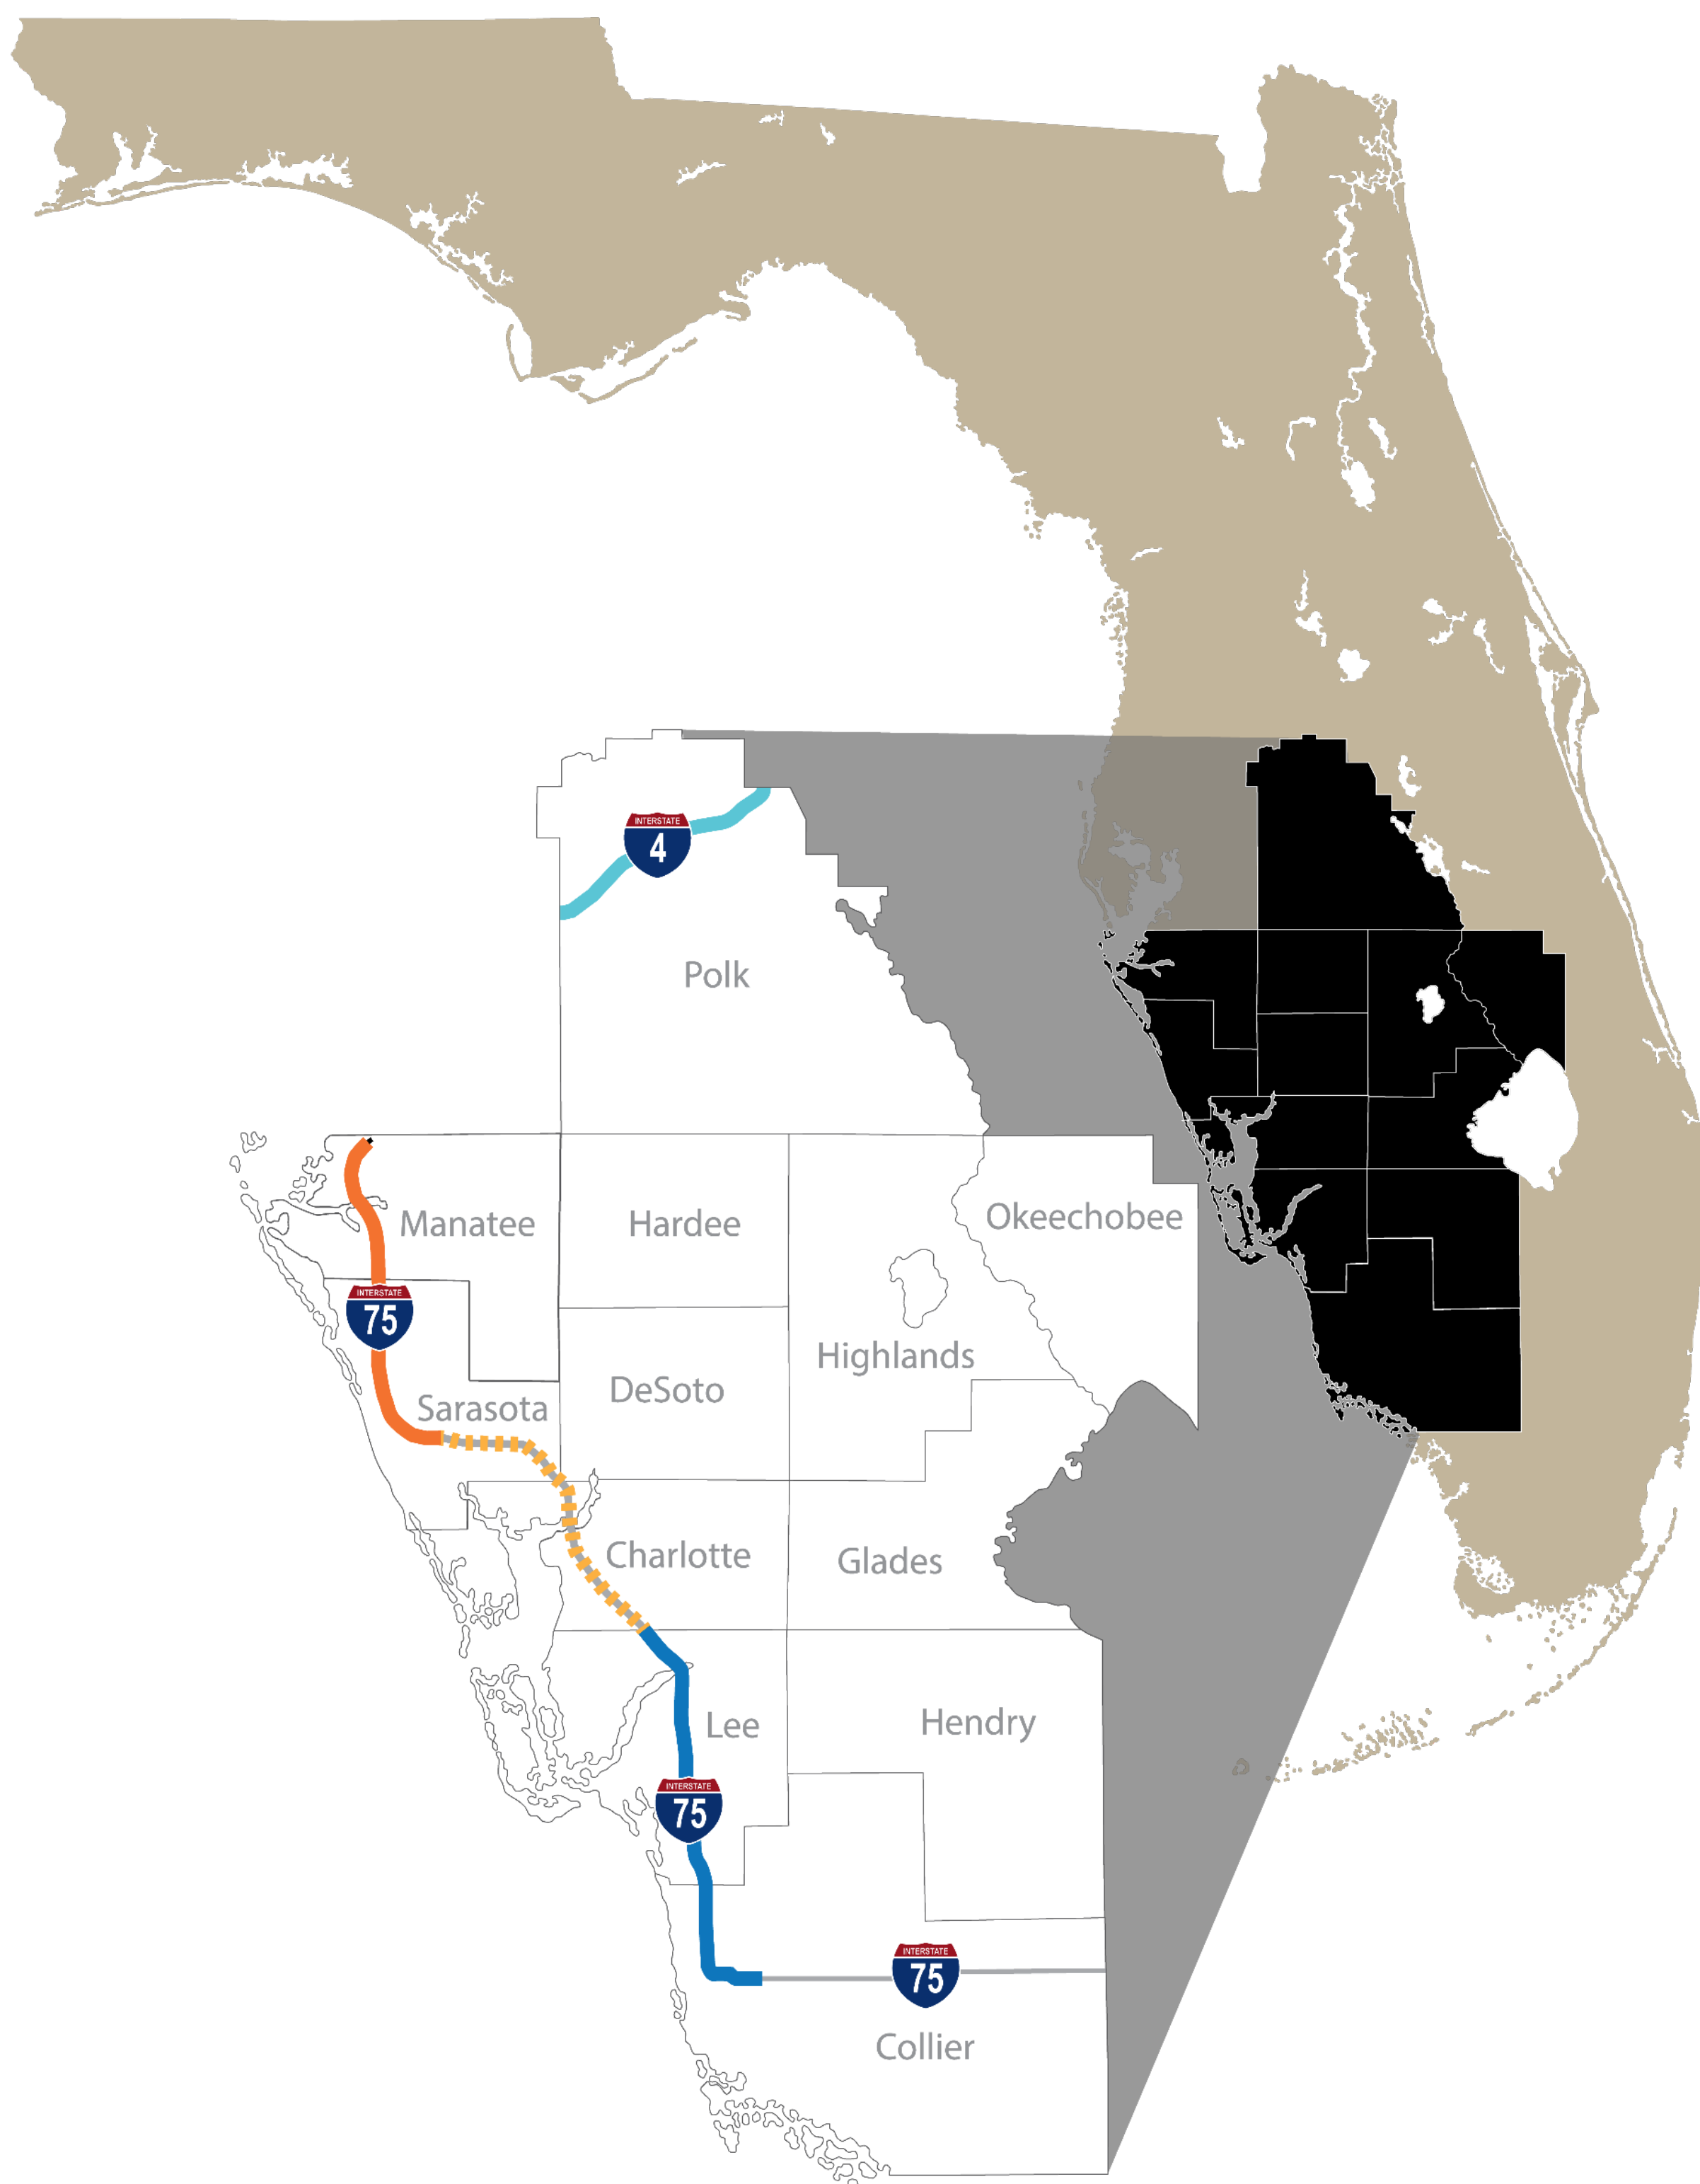 INTERSTATE
4
Polk
Manatee
Hardee
Okeechobee
INTERSTATE
75
Highlands
DeSoto
Sarasota
Charlotte
Glades
Lee
Hendry
INTERSTATE
75
INTERSTATE
75
Collier